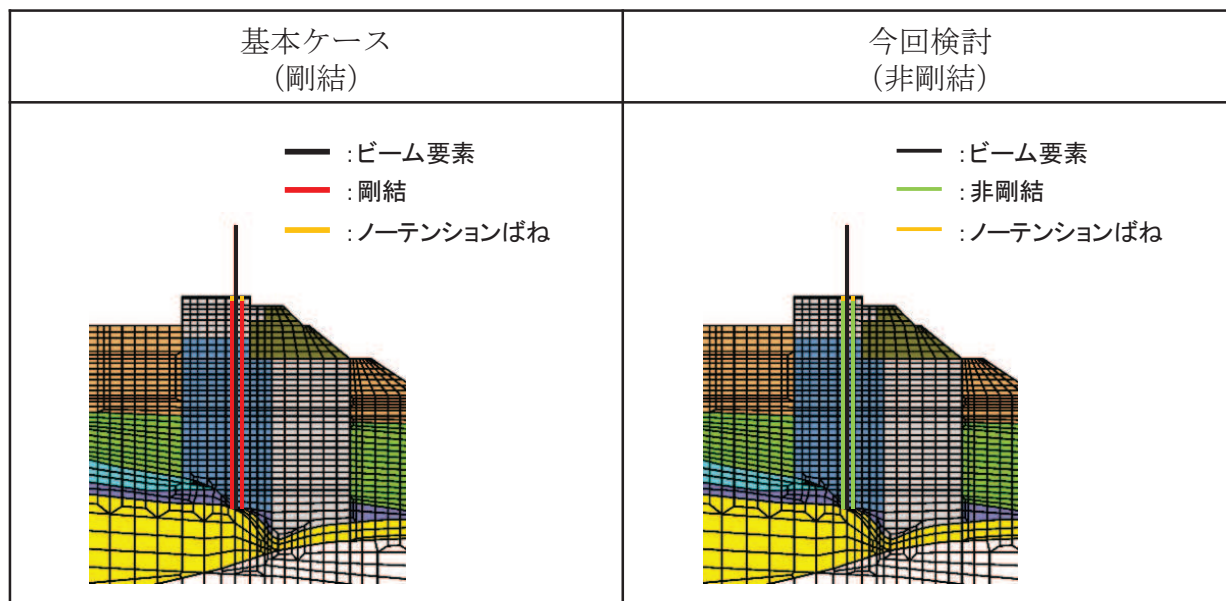 基本ケース
(剛結)
今回検討
(非剛結)
:ビーム要素
:剛結
:ノーテンションばね
:ビーム要素
:非剛結
:ノーテンションばね